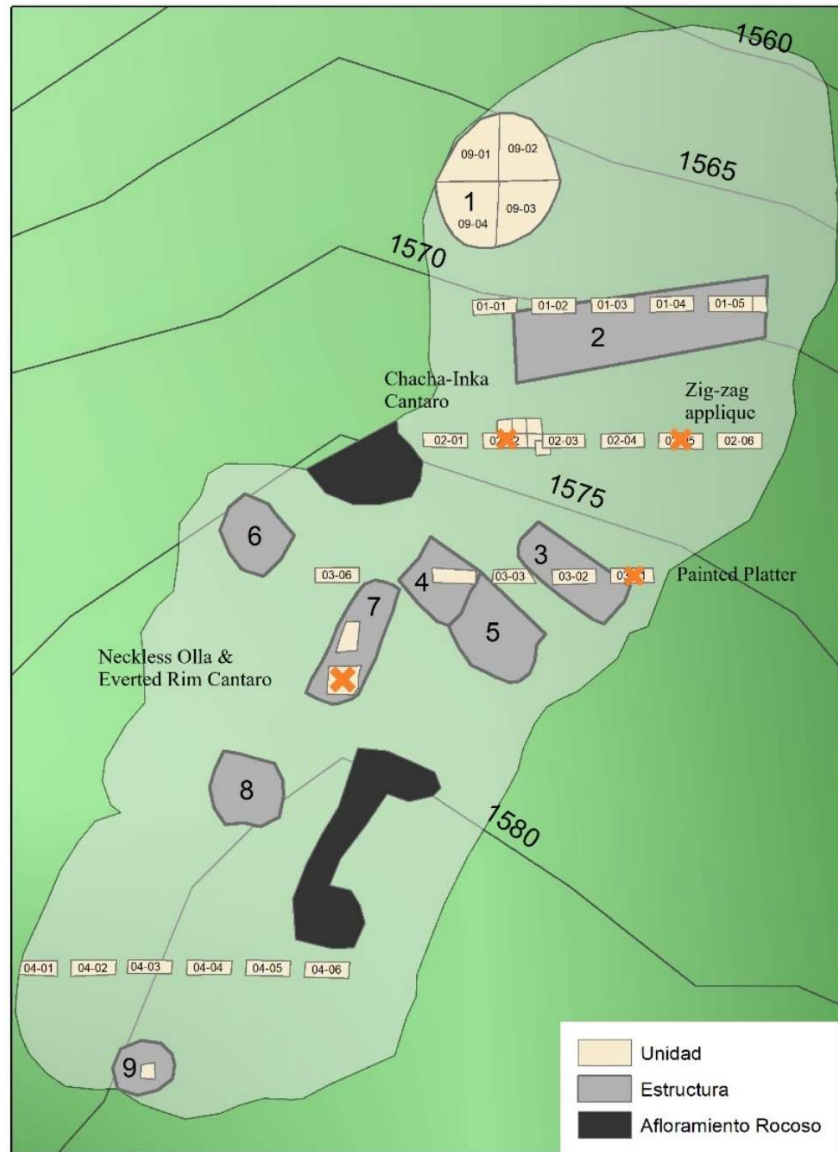 1560
09-01 09-02
1565
1
09-04 09-03
1570
01-01 01-02 01-03 01-04 01-05
2
Chacha-Inka
Cantaro
Zig-zag
applique
02-01 02-03 02-04 02-06
1575
6
3
03-06 4 03-03 03-02 Painted Platter
7
5
Neckless Olla &
Everted Rim Cantaro
8
1580
04-01 04-02 04-03 04-04 04-05 04-06
9
Unidad
Estructura
Afloramiento Rocoso